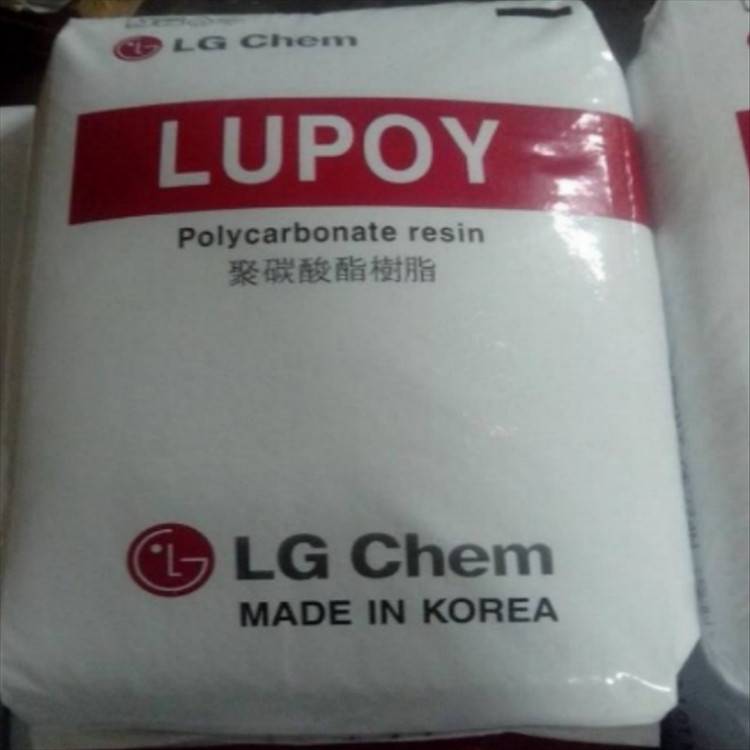 LG Chem
LUPOY
Polycarbonate resin
聚碳酸酯樹脂
LG Chem
MADE IN KOREA